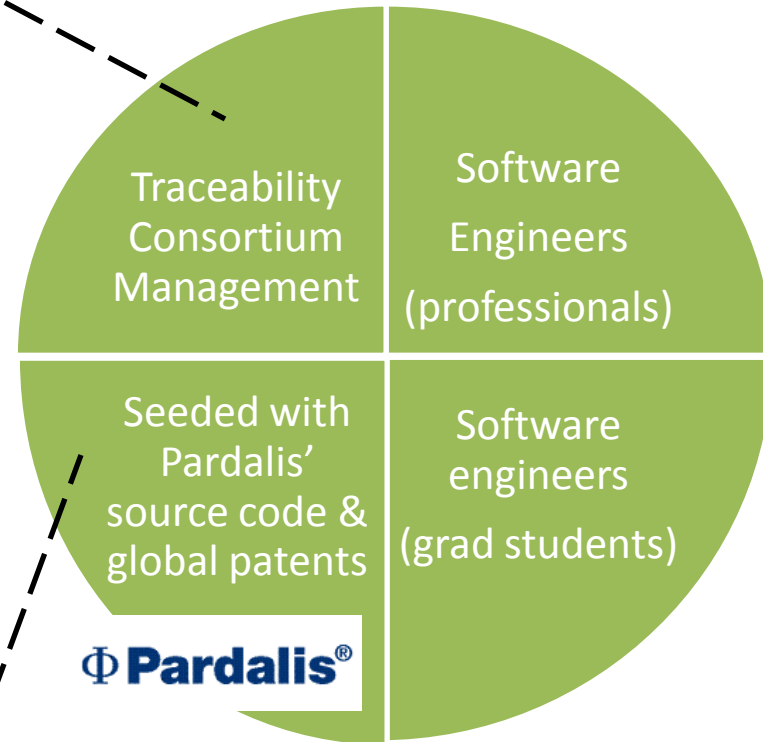 Traceability
Consortium
Management
Software
Engineers
(professionals)
Seeded with
Pardalis’
source code &
global patents
Software
engineers
(grad students)
ΦPardalis®